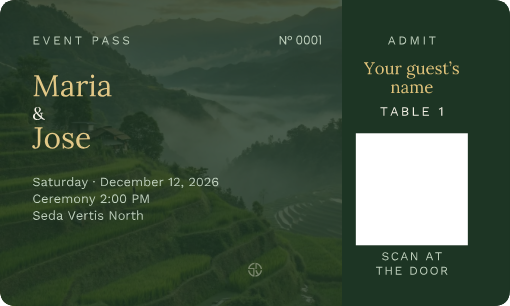 EVENT PASS
Nº 0001
Maria
&
Jose
Saturday · December 12, 2026
Ceremony 2:00 PM
Seda Vertis North
ADMIT
Your guest’s
name
TABLE 1
SCAN AT
THE DOOR